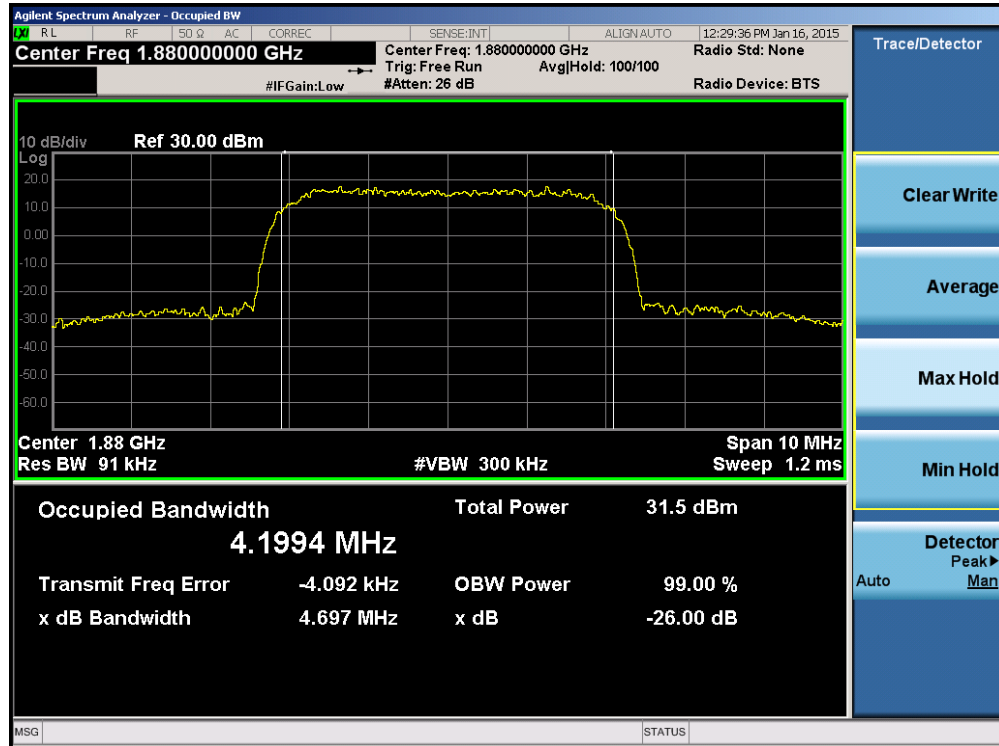 Agilent Spectrum Analyzer - Occupied BW
LXI RL RF 50 Ω AC CORREC SENSE:INT ALIGN AUTO 12:29:36 PM Jan 16, 2015
Center Freq 1.880000000 GHz
Center Freq: 1.880000000 GHz
Radio Std: None
Trig: Free Run Avg|Hold: 100/100
#IFGain:Low #Atten: 26 dB Radio Device: BTS
10 dB/div Ref 30.00 dBm
Log
20.0
10.0
0.00
-10.0
-20.0
-30.0
-40.0
-50.0
-60.0
Center 1.88 GHz Span 10 MHz
Res BW 91 kHz #VBW 300 kHz Sweep 1.2 ms
Occupied Bandwidth Total Power 31.5 dBm
4.1994 MHz
Transmit Freq Error -4.092 kHz OBW Power 99.00 %
x dB Bandwidth 4.697 MHz x dB -26.00 dB
MSG STATUS
Trace/Detector
Clear Write
Average
Max Hold
Min Hold
Detector
Peak▶
Auto Man